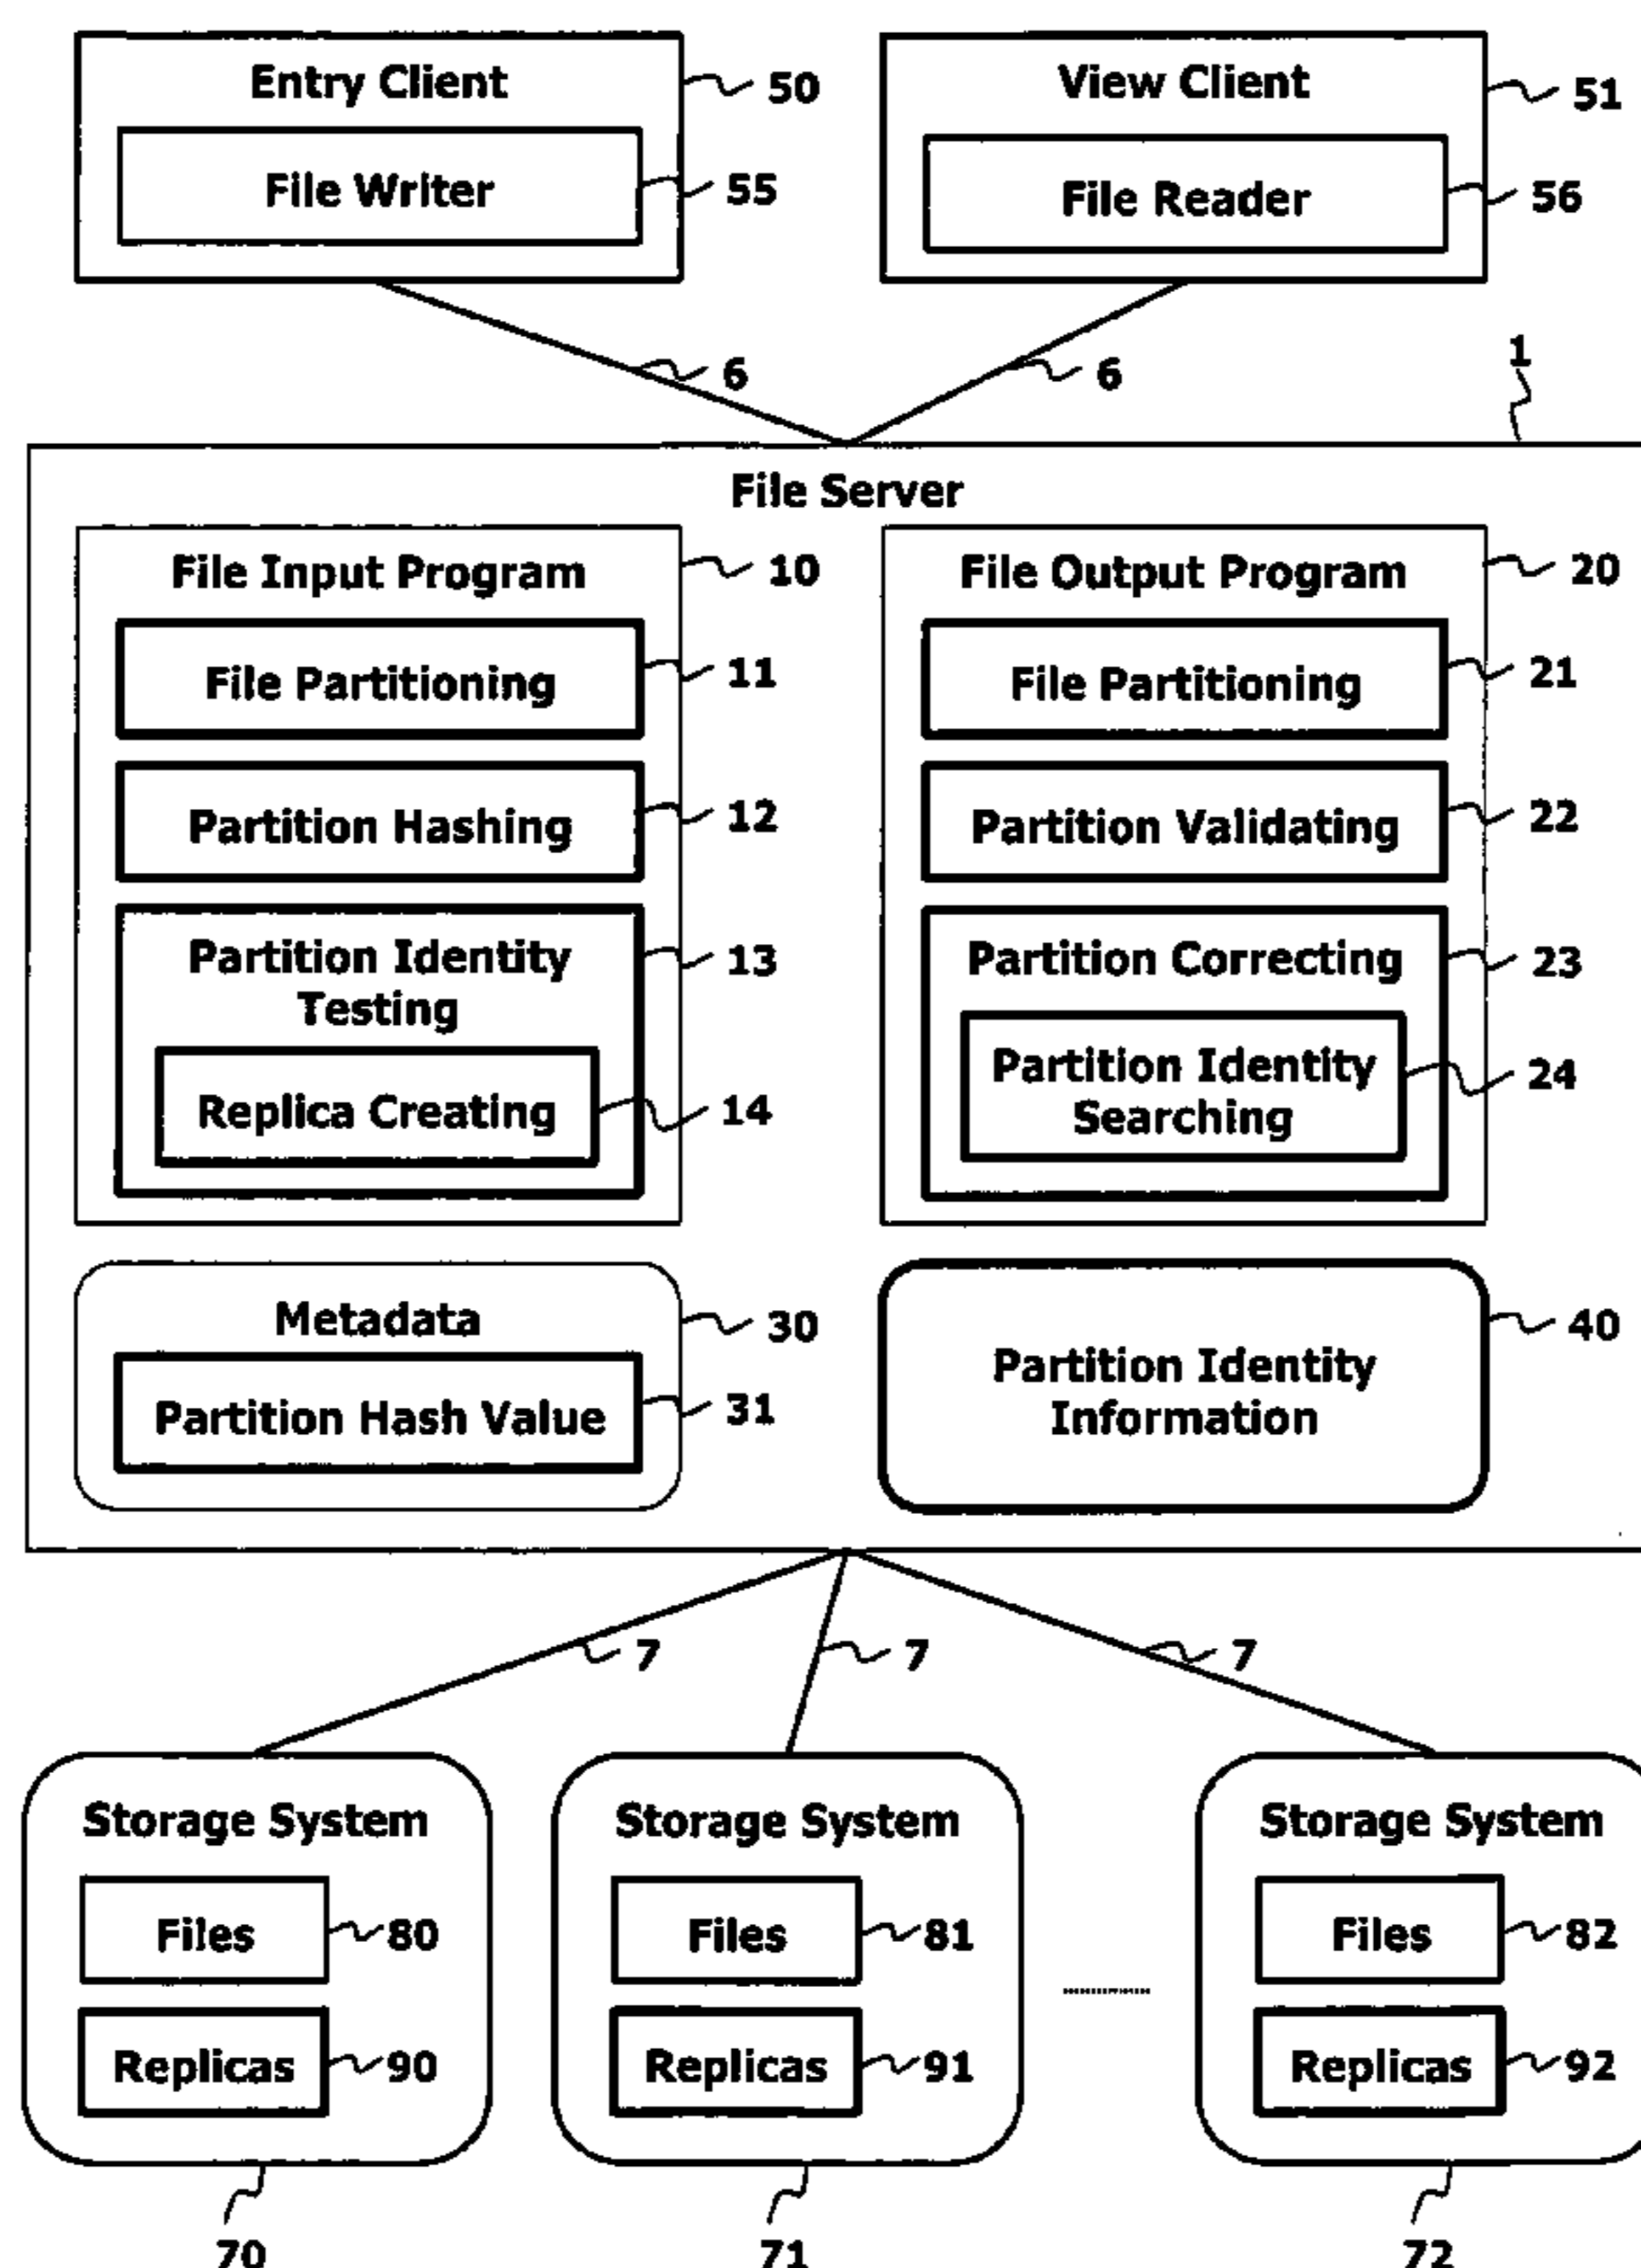 Entry Client
50
File Writer
55
View Client
51
File Reader
56
6
6
1
File Server
File Input Program
10
File Partitioning
11
Partition Hashing
12
Partition Identity
Testing
13
Replica Creating
14
File Output Program
20
File Partitioning
21
Partition Validating
22
Partition Correcting
23
Partition Identity
Searching
24
Metadata
30
Partition Hash Value
31
Partition Identity
Information
40
7
7
7
Storage System
Files
80
Replicas
90
70
Storage System
Files
81
Replicas
91
71
Storage System
Files
82
Replicas
92
72